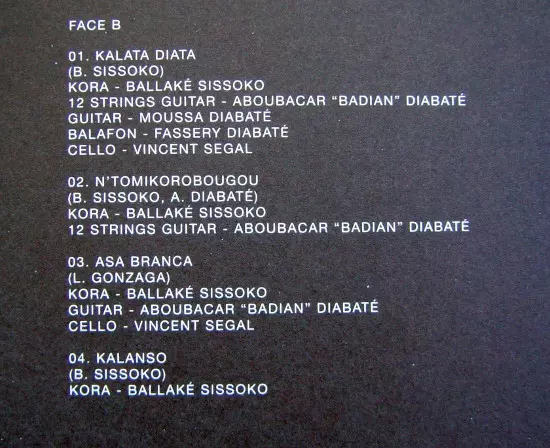 FACE B
01. KALATA DIATA
(B. SISSOKO)
KORA - BALLAKÉ SISSOKO
12 STRINGS GUITAR - ABOUBACAR “BADIAN” DIABATÉ
GUITAR - MOUSSA DIABATÉ
BALAFON - FASSERY DIABATÉ
CELLO - VINCENT SEGAL
02. N’TOMIKOROBOUGOU
(B. SISSOKO, A. DIABATÉ)
KORA - BALLAKÉ SISSOKO
12 STRINGS GUITAR - ABOUBACAR “BADIAN” DIABATÉ
03. ASA BRANCA
(L. GONZAGA)
KORA - BALLAKÉ SISSOKO
GUITAR - ABOUBACAR “BADIAN” DIABATÉ
CELLO - VINCENT SEGAL
04. KALANSO
(B. SISSOKO)
KORA - BALLAKÉ SISSOKO